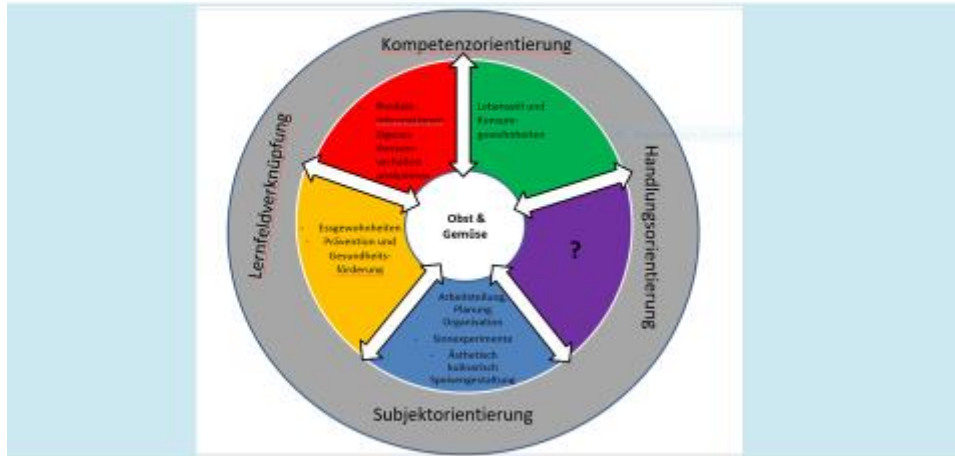 Kompetenzorientierung
Lebenswelt und
Konsum-
gewohnheiten
Handlungsorientierung
?
Obst &
Gemüse
Lernfeldverknüpfung
- Essgewohnheiten
- Prävention und
Gesundheits-
förderung
Arbeitsteilung
Planung
Organisation
- Sinnexperimente
- Ästhetisch
kulinarisch
Speisengestaltung
Subjektorientierung